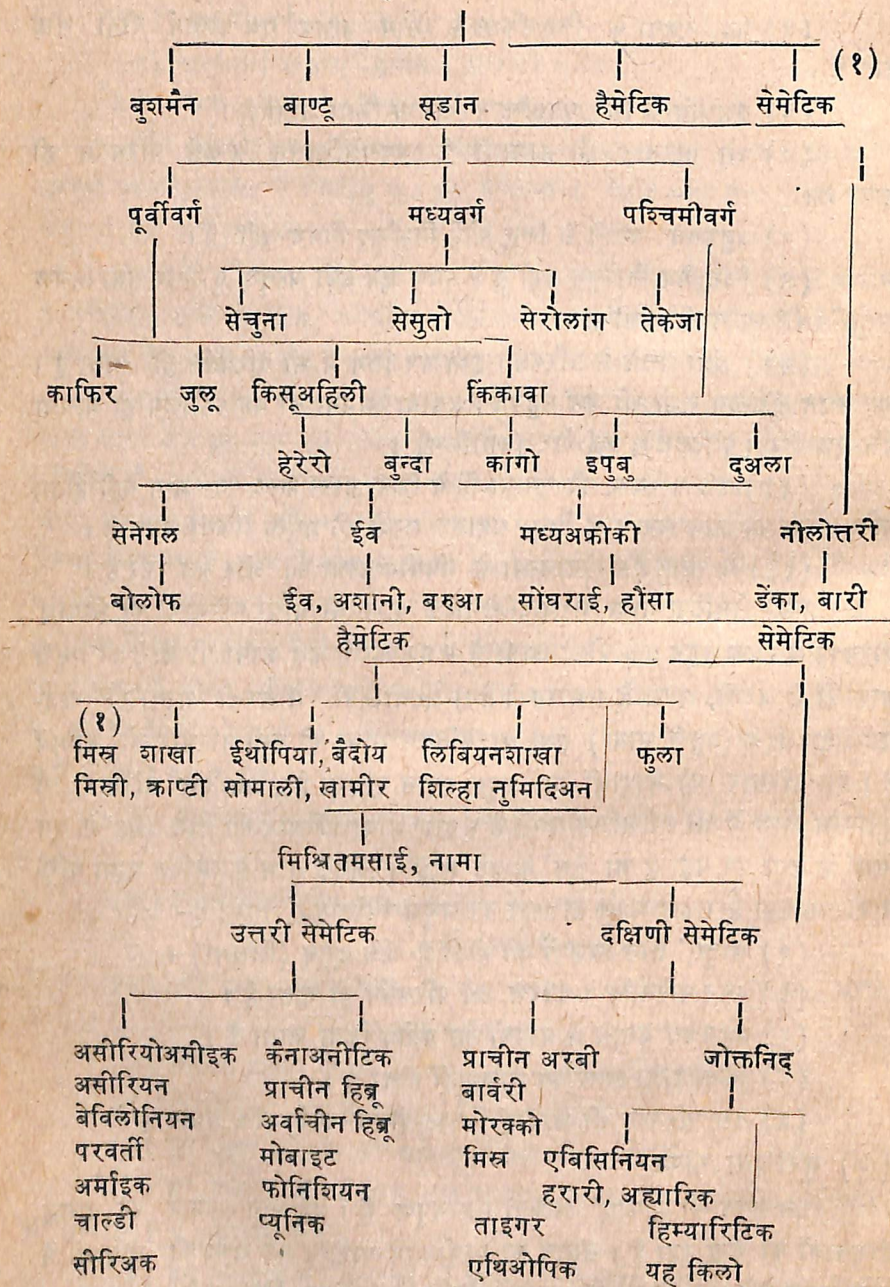 (१)
बुशमैन बाण्टू सूडान हैमेटिक सेमेटिक
पूर्वीवर्ग मध्यवर्ग पश्चिमीवर्ग
सेचुना सेसुतो सेरोलांग तेकेजा
काफिर जुलू किसूअहिली किंकावा
हेरेरो बुन्दा कांगो इपुबु दुअला
सेनेगल ईव मध्यअफ्रीकी नीलोत्तरी
बोलोफ ईव, अशानी, बरुआ सोंघराई, हौंसा डेंका, बारी
हैमेटिक सेमेटिक
(१)
मिस्र शाखा ईथोपिया, बैदोय लिबियनशाखा फुला
मिस्री, काप्टी सोमाली, खामीर शिल्हा नुमिदिअन
मिश्रितमसाई, नामा
उत्तरी सेमेटिक दक्षिणी सेमेटिक
असीरियोअमीइक कैनाअनीटिक प्राचीन अरबी जोक्तनिद्
असीरियन प्राचीन हिब्रू बार्वरी
बेविलोनियन अर्वाचीन हिब्रू मोरक्को
परवर्ती मोबाइट मिस्र एबिसिनियन
अर्माइक फोनिशियन हरारी, अह्मारिक
चाल्डी प्यूनिक ताइगर हिम्यारिटिक
सीरिअक एथिओपिक यह किलो